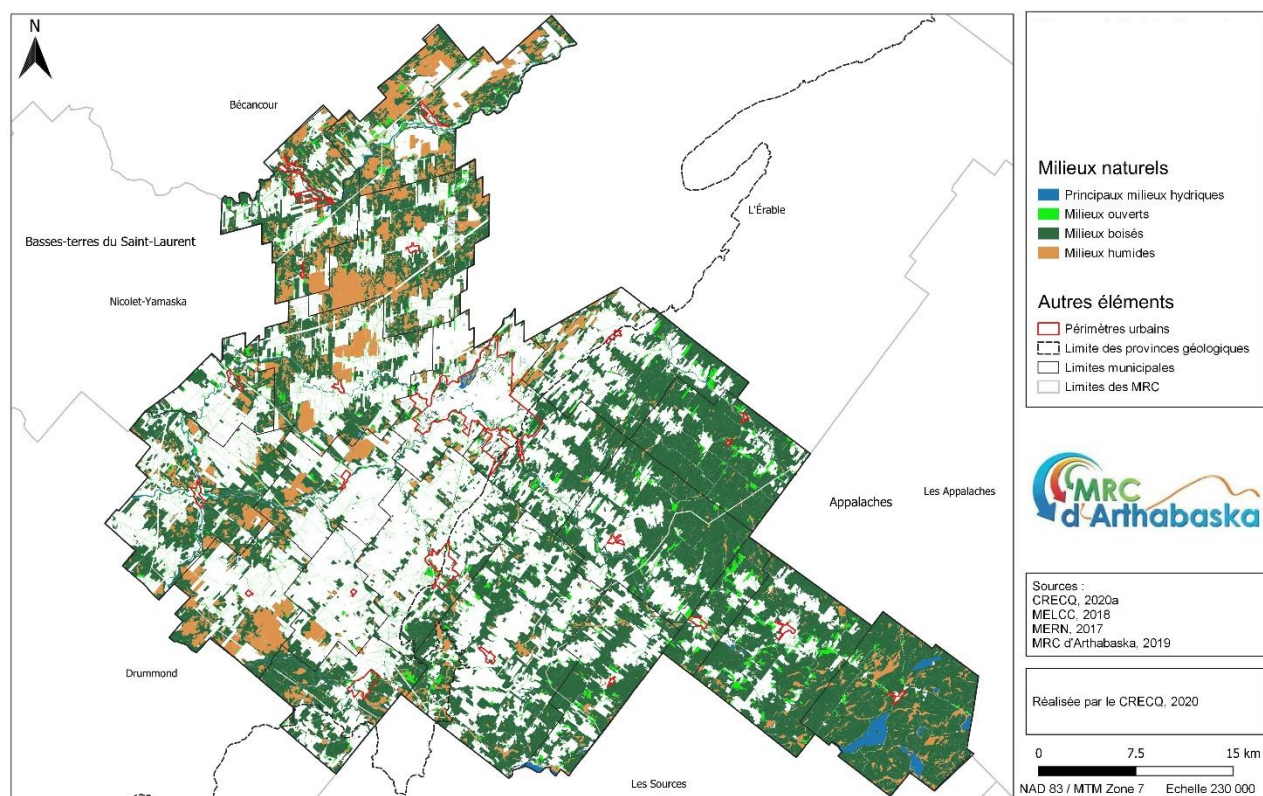 N
Bécancour
L'Érable
Basses-terres du Saint-Laurent
Nicolet-Yamaska
Appalaches
Les Appalaches
Drummond
Les Sources
Milieux naturels
Principaux milieux hydriques
Milieux ouverts
Milieux boisés
Milieux humides
Autres éléments
Périmètres urbains
Limite des provinces géologiques
Limites municipales
Limites des MRC
MRC
d'Arthabaska
Sources :
CRECQ, 2020a
MELCC, 2018
MERN, 2017
MRC d'Arthabaska, 2019
Réalisée par le CRECQ, 2020
0 7.5 15 km
NAD 83 / MTM Zone 7 Echelle 230 000